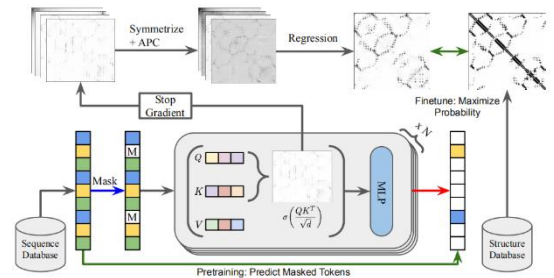 Symmetrize
+ APC
Regression
Finetune: Maximize
Probability
Stop
Gradient
x N
Mask
M
M
Q
K
V
σ(QK^T/√d)
MLP
Sequence
Database
Structure
Database
Pretraining: Predict Masked Tokens